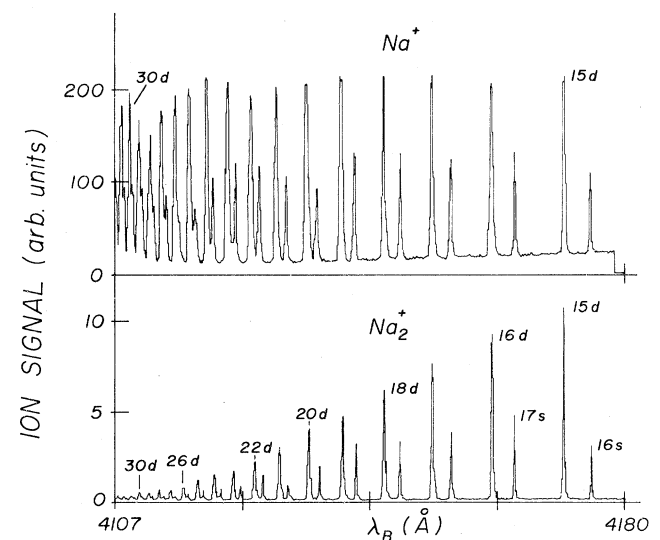 Na+
30d
15d
200
100
0
ION SIGNAL (arb. units)
Na2+
15d
10
16d
18d
20d
5
17s
22d
26d
30d
16s
0
4107
λB (Å)
4180